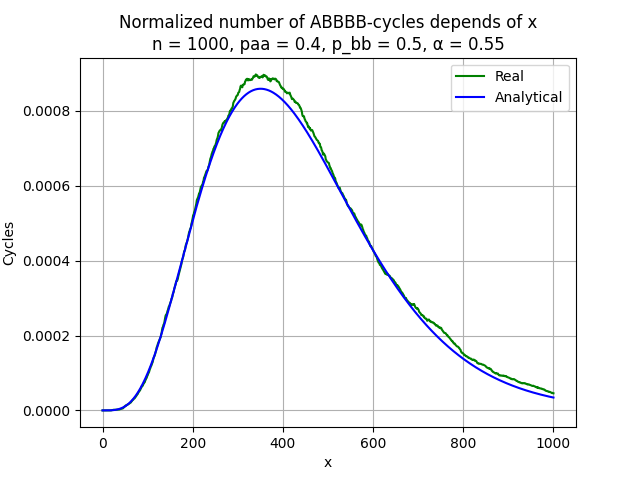 Normalized number of ABBBB-cycles depends of x
n = 1000, paa = 0.4, p_bb = 0.5, α = 0.55
Real
Analytical
0.0008
0.0006
0.0004
0.0002
0.0000
Cycles
0 200 400 600 800 1000
x